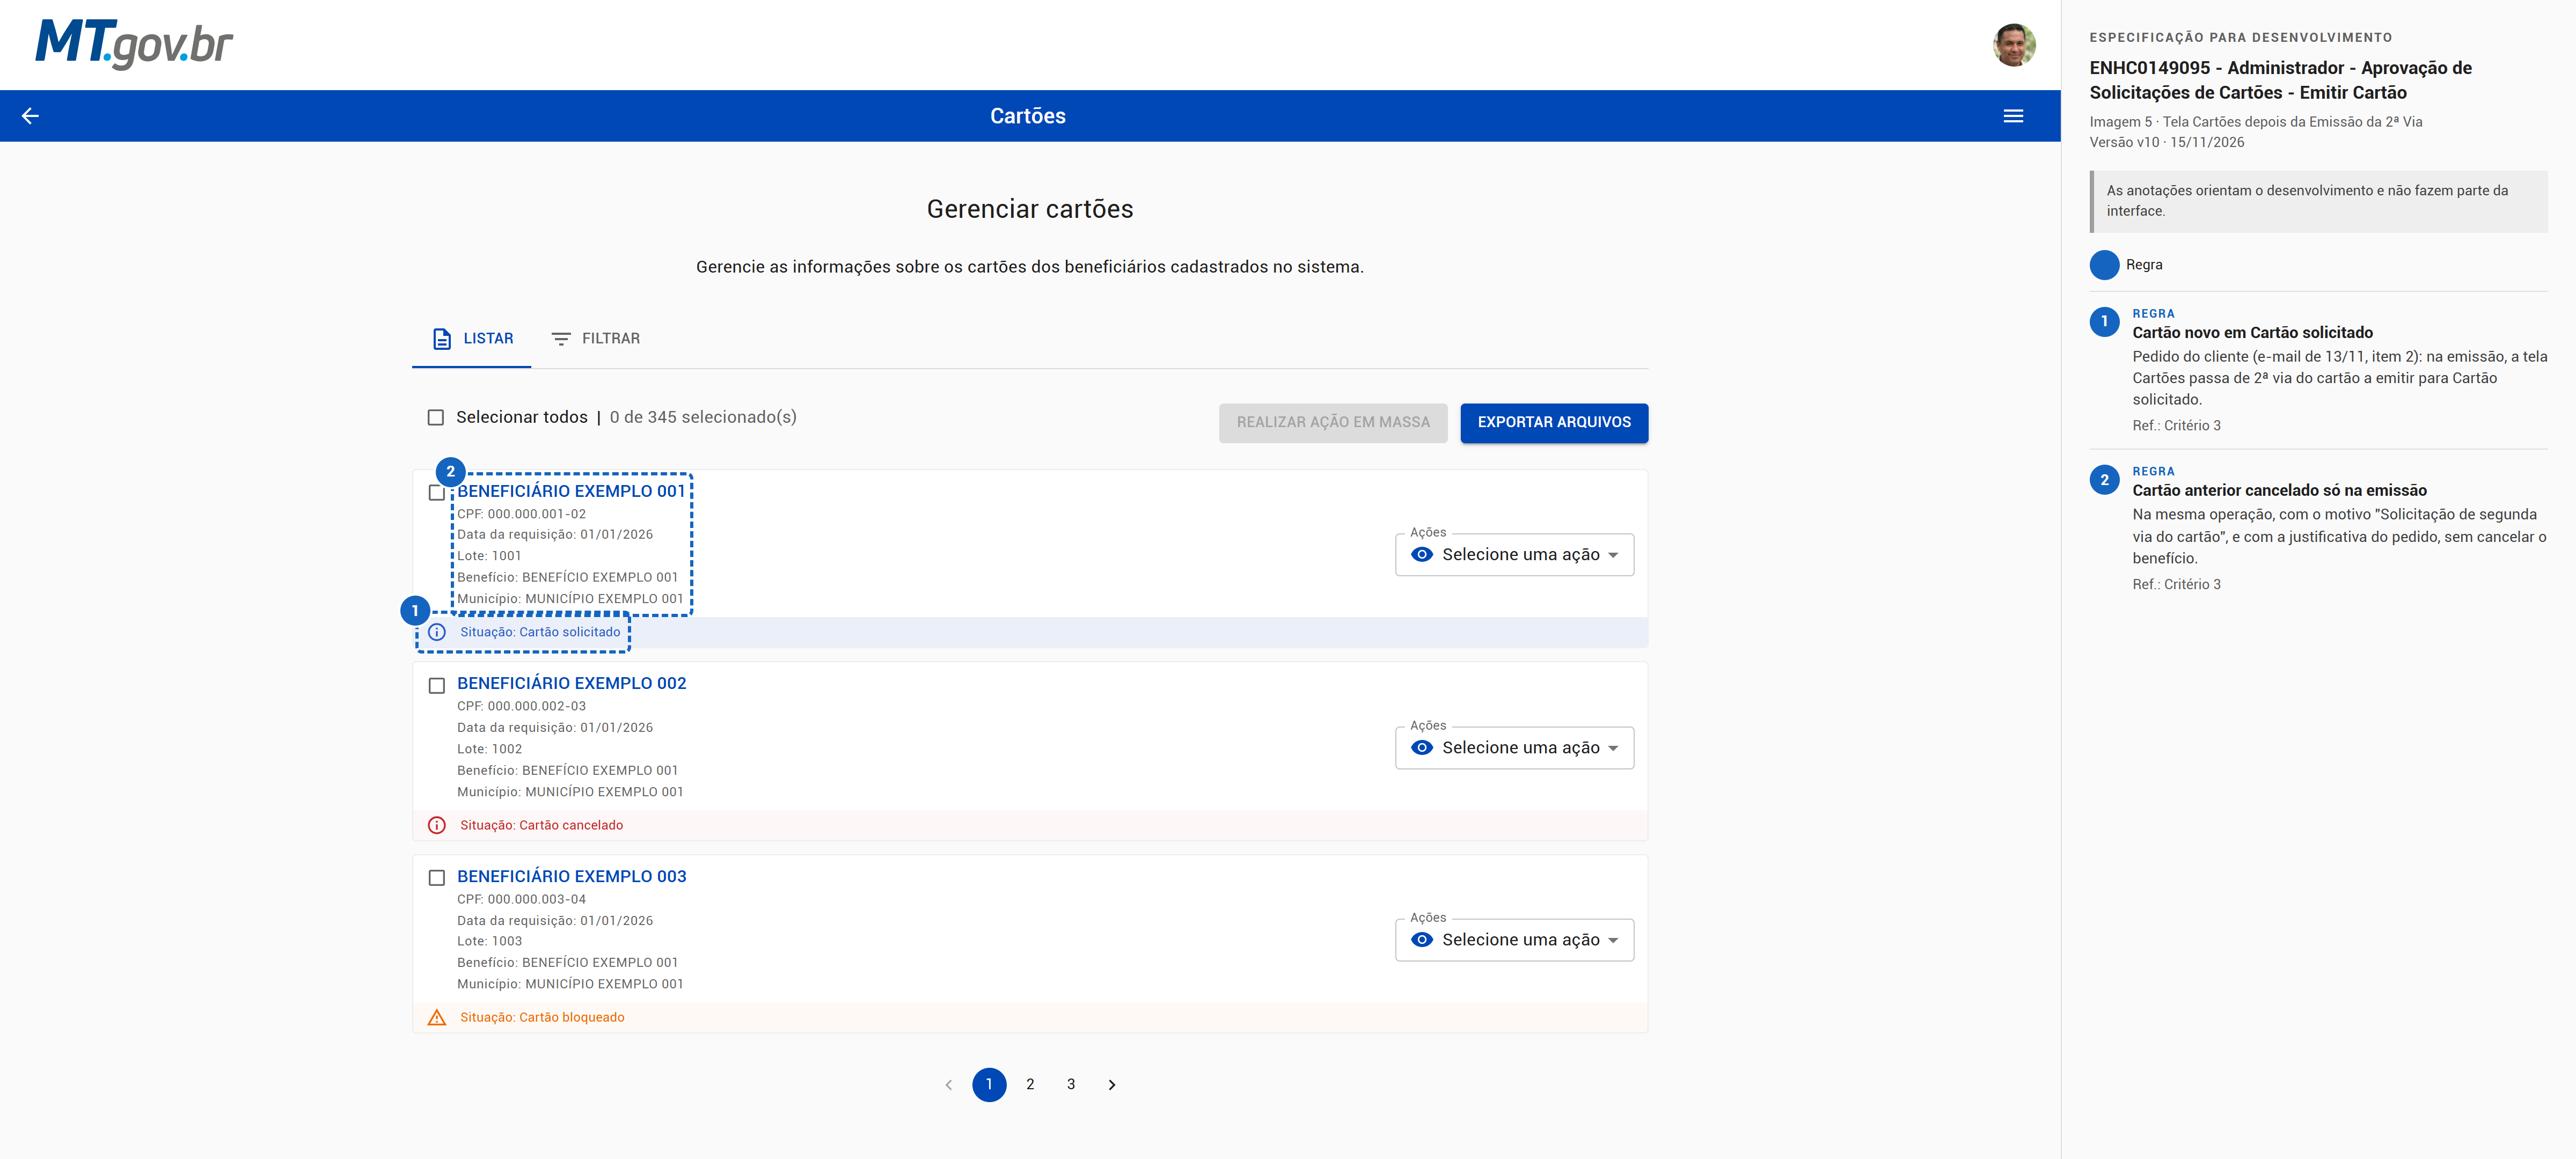 MT.gov.br
Cartões
Gerenciar cartões
Gerencie as informações sobre os cartões dos beneficiários cadastrados no sistema.
LISTAR
FILTRAR
Selecionar todos | 0 de 345 selecionado(s)
REALIZAR AÇÃO EM MASSA
EXPORTAR ARQUIVOS
2
BENEFICIÁRIO EXEMPLO 001
CPF: 000.000.001-02
Data da requisição: 01/01/2026
Lote: 1001
Benefício: BENEFÍCIO EXEMPLO 001
Município: MUNICÍPIO EXEMPLO 001
Ações
Selecione uma ação
1
Situação: Cartão solicitado
BENEFICIÁRIO EXEMPLO 002
CPF: 000.000.002-03
Data da requisição: 01/01/2026
Lote: 1002
Benefício: BENEFÍCIO EXEMPLO 001
Município: MUNICÍPIO EXEMPLO 001
Ações
Selecione uma ação
Situação: Cartão cancelado
BENEFICIÁRIO EXEMPLO 003
CPF: 000.000.003-04
Data da requisição: 01/01/2026
Lote: 1003
Benefício: BENEFÍCIO EXEMPLO 001
Município: MUNICÍPIO EXEMPLO 001
Ações
Selecione uma ação
Situação: Cartão bloqueado
1 2 3
ESPECIFICAÇÃO PARA DESENVOLVIMENTO
ENHC0149095 - Administrador - Aprovação de
Solicitações de Cartões - Emitir Cartão
Imagem 5 · Tela Cartões depois da Emissão da 2ª Via
Versão v10 · 15/11/2026
As anotações orientam o desenvolvimento e não fazem parte da
interface.
Regra
1
REGRA
Cartão novo em Cartão solicitado
Pedido do cliente (e-mail de 13/11, item 2): na emissão, a tela
Cartões passa de 2ª via do cartão a emitir para Cartão
solicitado.
Ref.: Critério 3
2
REGRA
Cartão anterior cancelado só na emissão
Na mesma operação, com o motivo "Solicitação de segunda
via do cartão", e com a justificativa do pedido, sem cancelar o
benefício.
Ref.: Critério 3